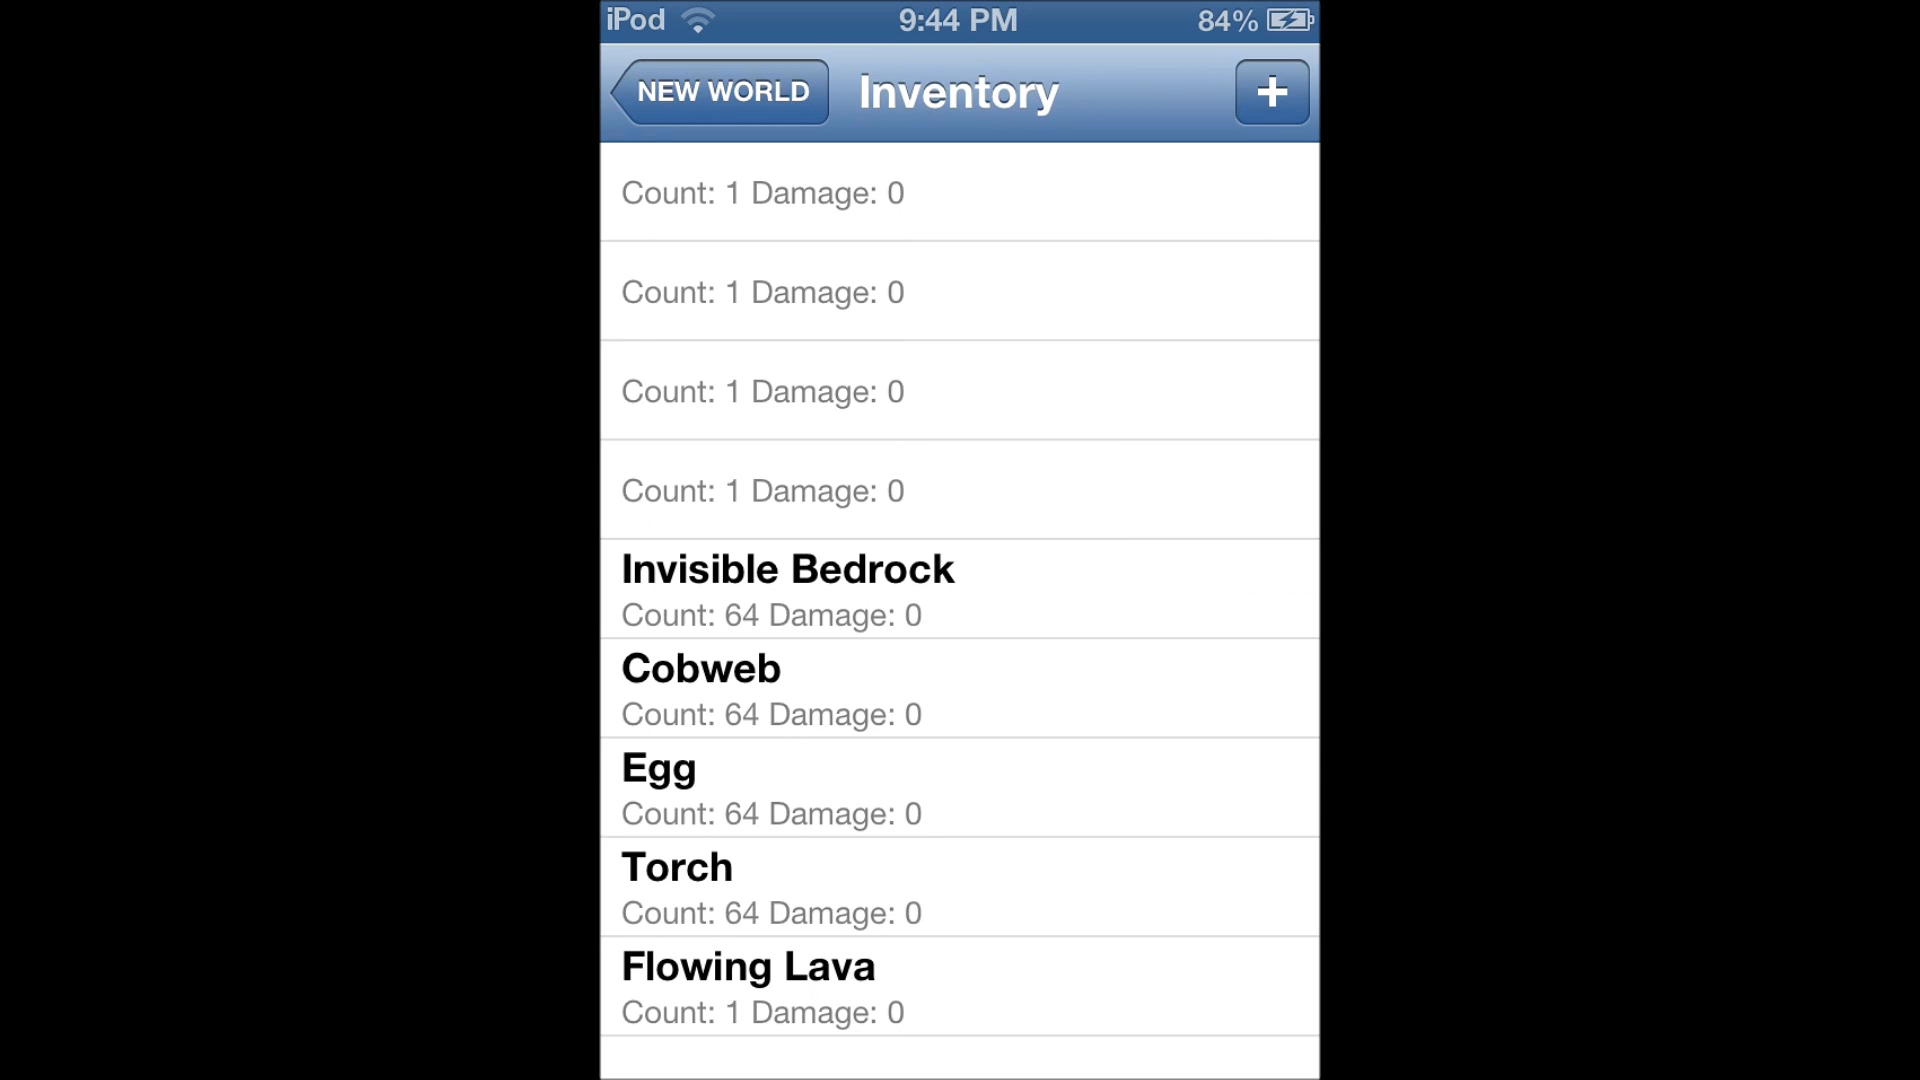 iPod 9:44 PM 84%
NEW WORLD Inventory +
Count: 1 Damage: 0
Count: 1 Damage: 0
Count: 1 Damage: 0
Count: 1 Damage: 0
Invisible Bedrock
Count: 64 Damage: 0
Cobweb
Count: 64 Damage: 0
Egg
Count: 64 Damage: 0
Torch
Count: 64 Damage: 0
Flowing Lava
Count: 1 Damage: 0